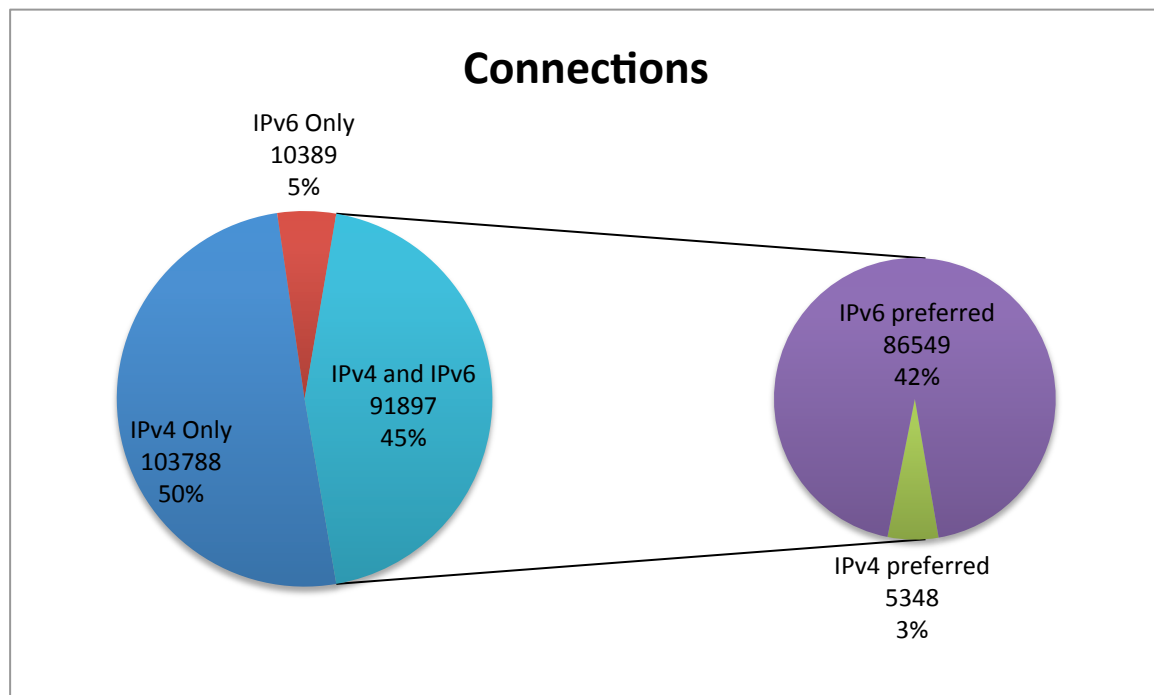 Connections
IPv6 Only
10389
5%
IPv4 and IPv6
91897
45%
IPv4 Only
103788
50%
IPv6 preferred
86549
42%
IPv4 preferred
5348
3%